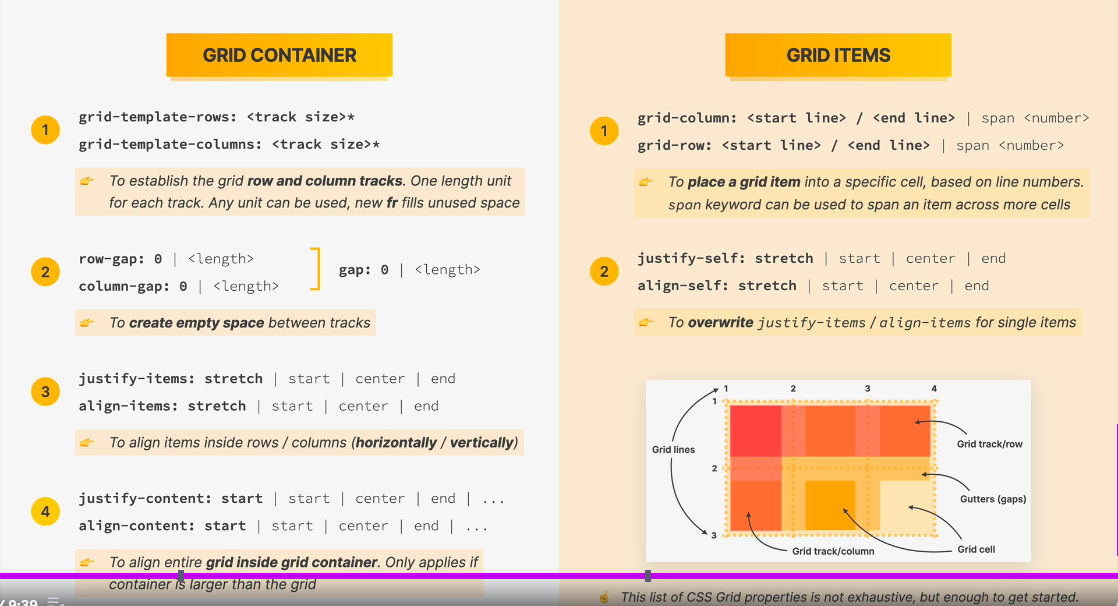 GRID CONTAINER
1
grid-template-rows: <track size>*
grid-template-columns: <track size>*
👉 To establish the grid row and column tracks. One length unit
for each track. Any unit can be used, new fr fills unused space
2
row-gap: 0 | <length>
column-gap: 0 | <length>
gap: 0 | <length>
👉 To create empty space between tracks
3
justify-items: stretch | start | center | end
align-items: stretch | start | center | end
👉 To align items inside rows / columns (horizontally / vertically)
4
justify-content: start | start | center | end | ...
align-content: start | start | center | end | ...
👉 To align entire grid inside grid container. Only applies if
container is larger than the grid
/ 9:39
GRID ITEMS
1
grid-column: <start line> / <end line> | span <number>
grid-row: <start line> / <end line> | span <number>
👉 To place a grid item into a specific cell, based on line numbers.
span keyword can be used to span an item across more cells
2
justify-self: stretch | start | center | end
align-self: stretch | start | center | end
👉 To overwrite justify-items / align-items for single items
1 2 3 4
1
Grid track/row
Grid lines
2
Gutters (gaps)
3
Grid track/column
Grid cell
☝️ This list of CSS Grid properties is not exhaustive, but enough to get started.